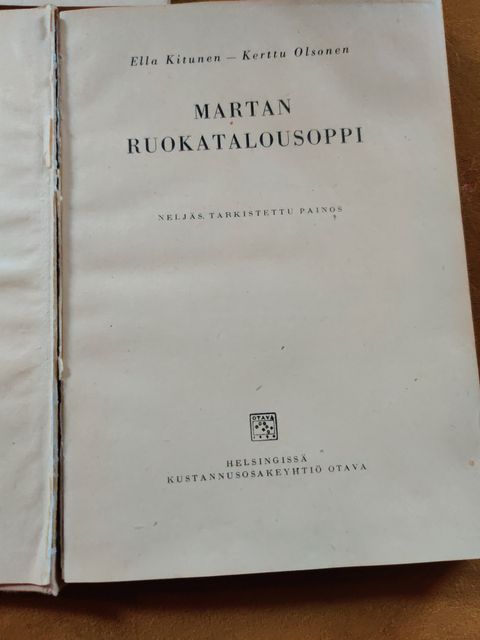 Ella Kitunen — Kerttu Olsonen
MARTAN
RUOKATALOUSOPPI
NELJÄS, TARKISTETTU PAINOS
OTAVA
HELSINGISSÄ
KUSTANNUSOSAKEYHTIÖ OTAVA